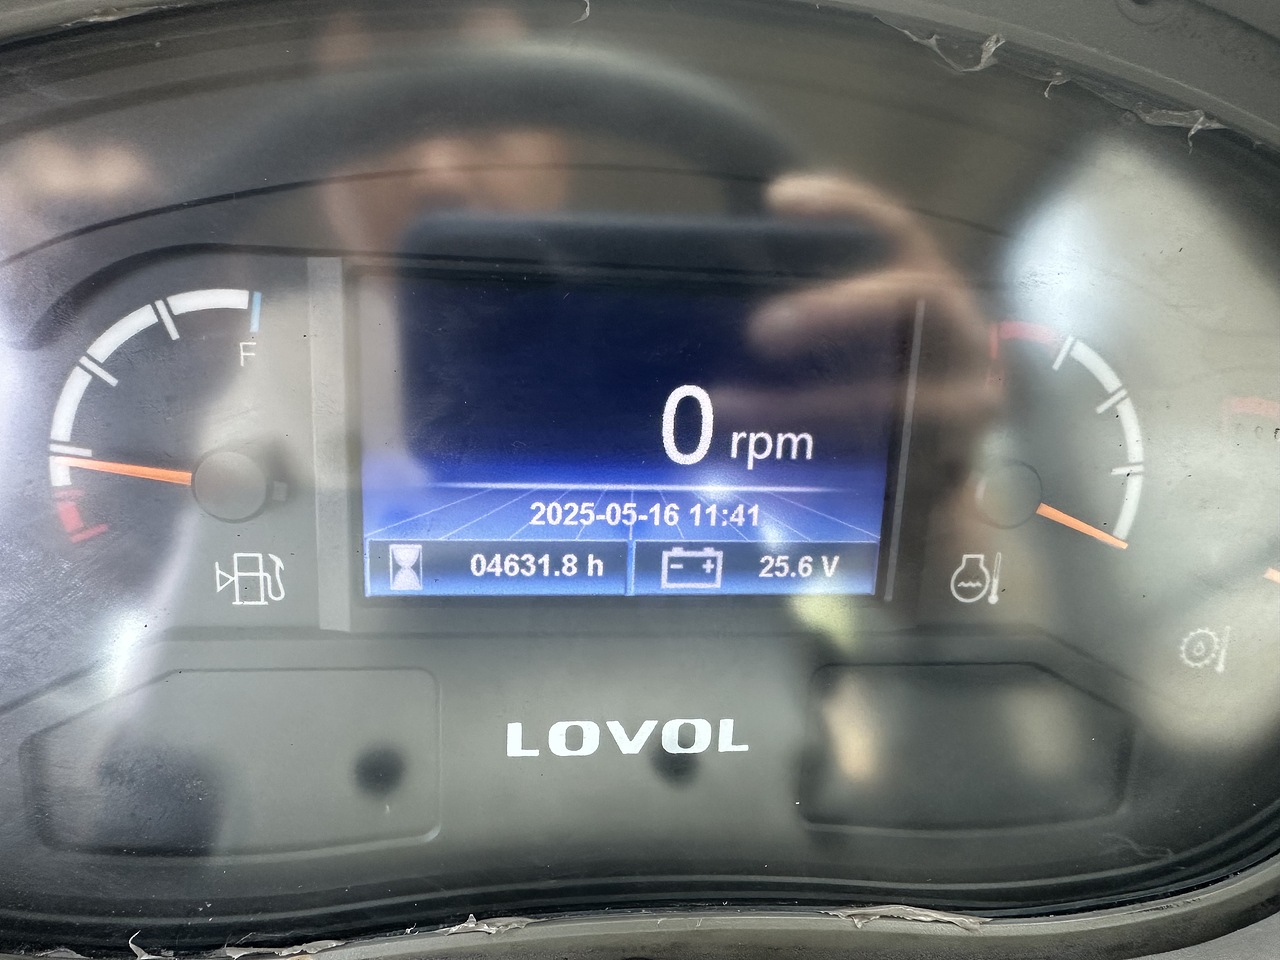 F
0 rpm
2025-05-16 11:41
04631.8 h
25.6 V
LOVOL